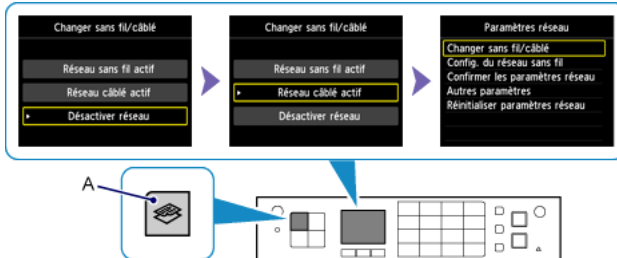 Changer sans fil/câblé
Réseau sans fil actif
Réseau câblé actif
Désactiver réseau
Changer sans fil/câblé
Réseau sans fil actif
Réseau câblé actif
Désactiver réseau
Paramètres réseau
Changer sans fil/câblé
Config. du réseau sans fil
Confirmer les paramètres réseau
Autres paramètres
Réinitialiser paramètres réseau
A